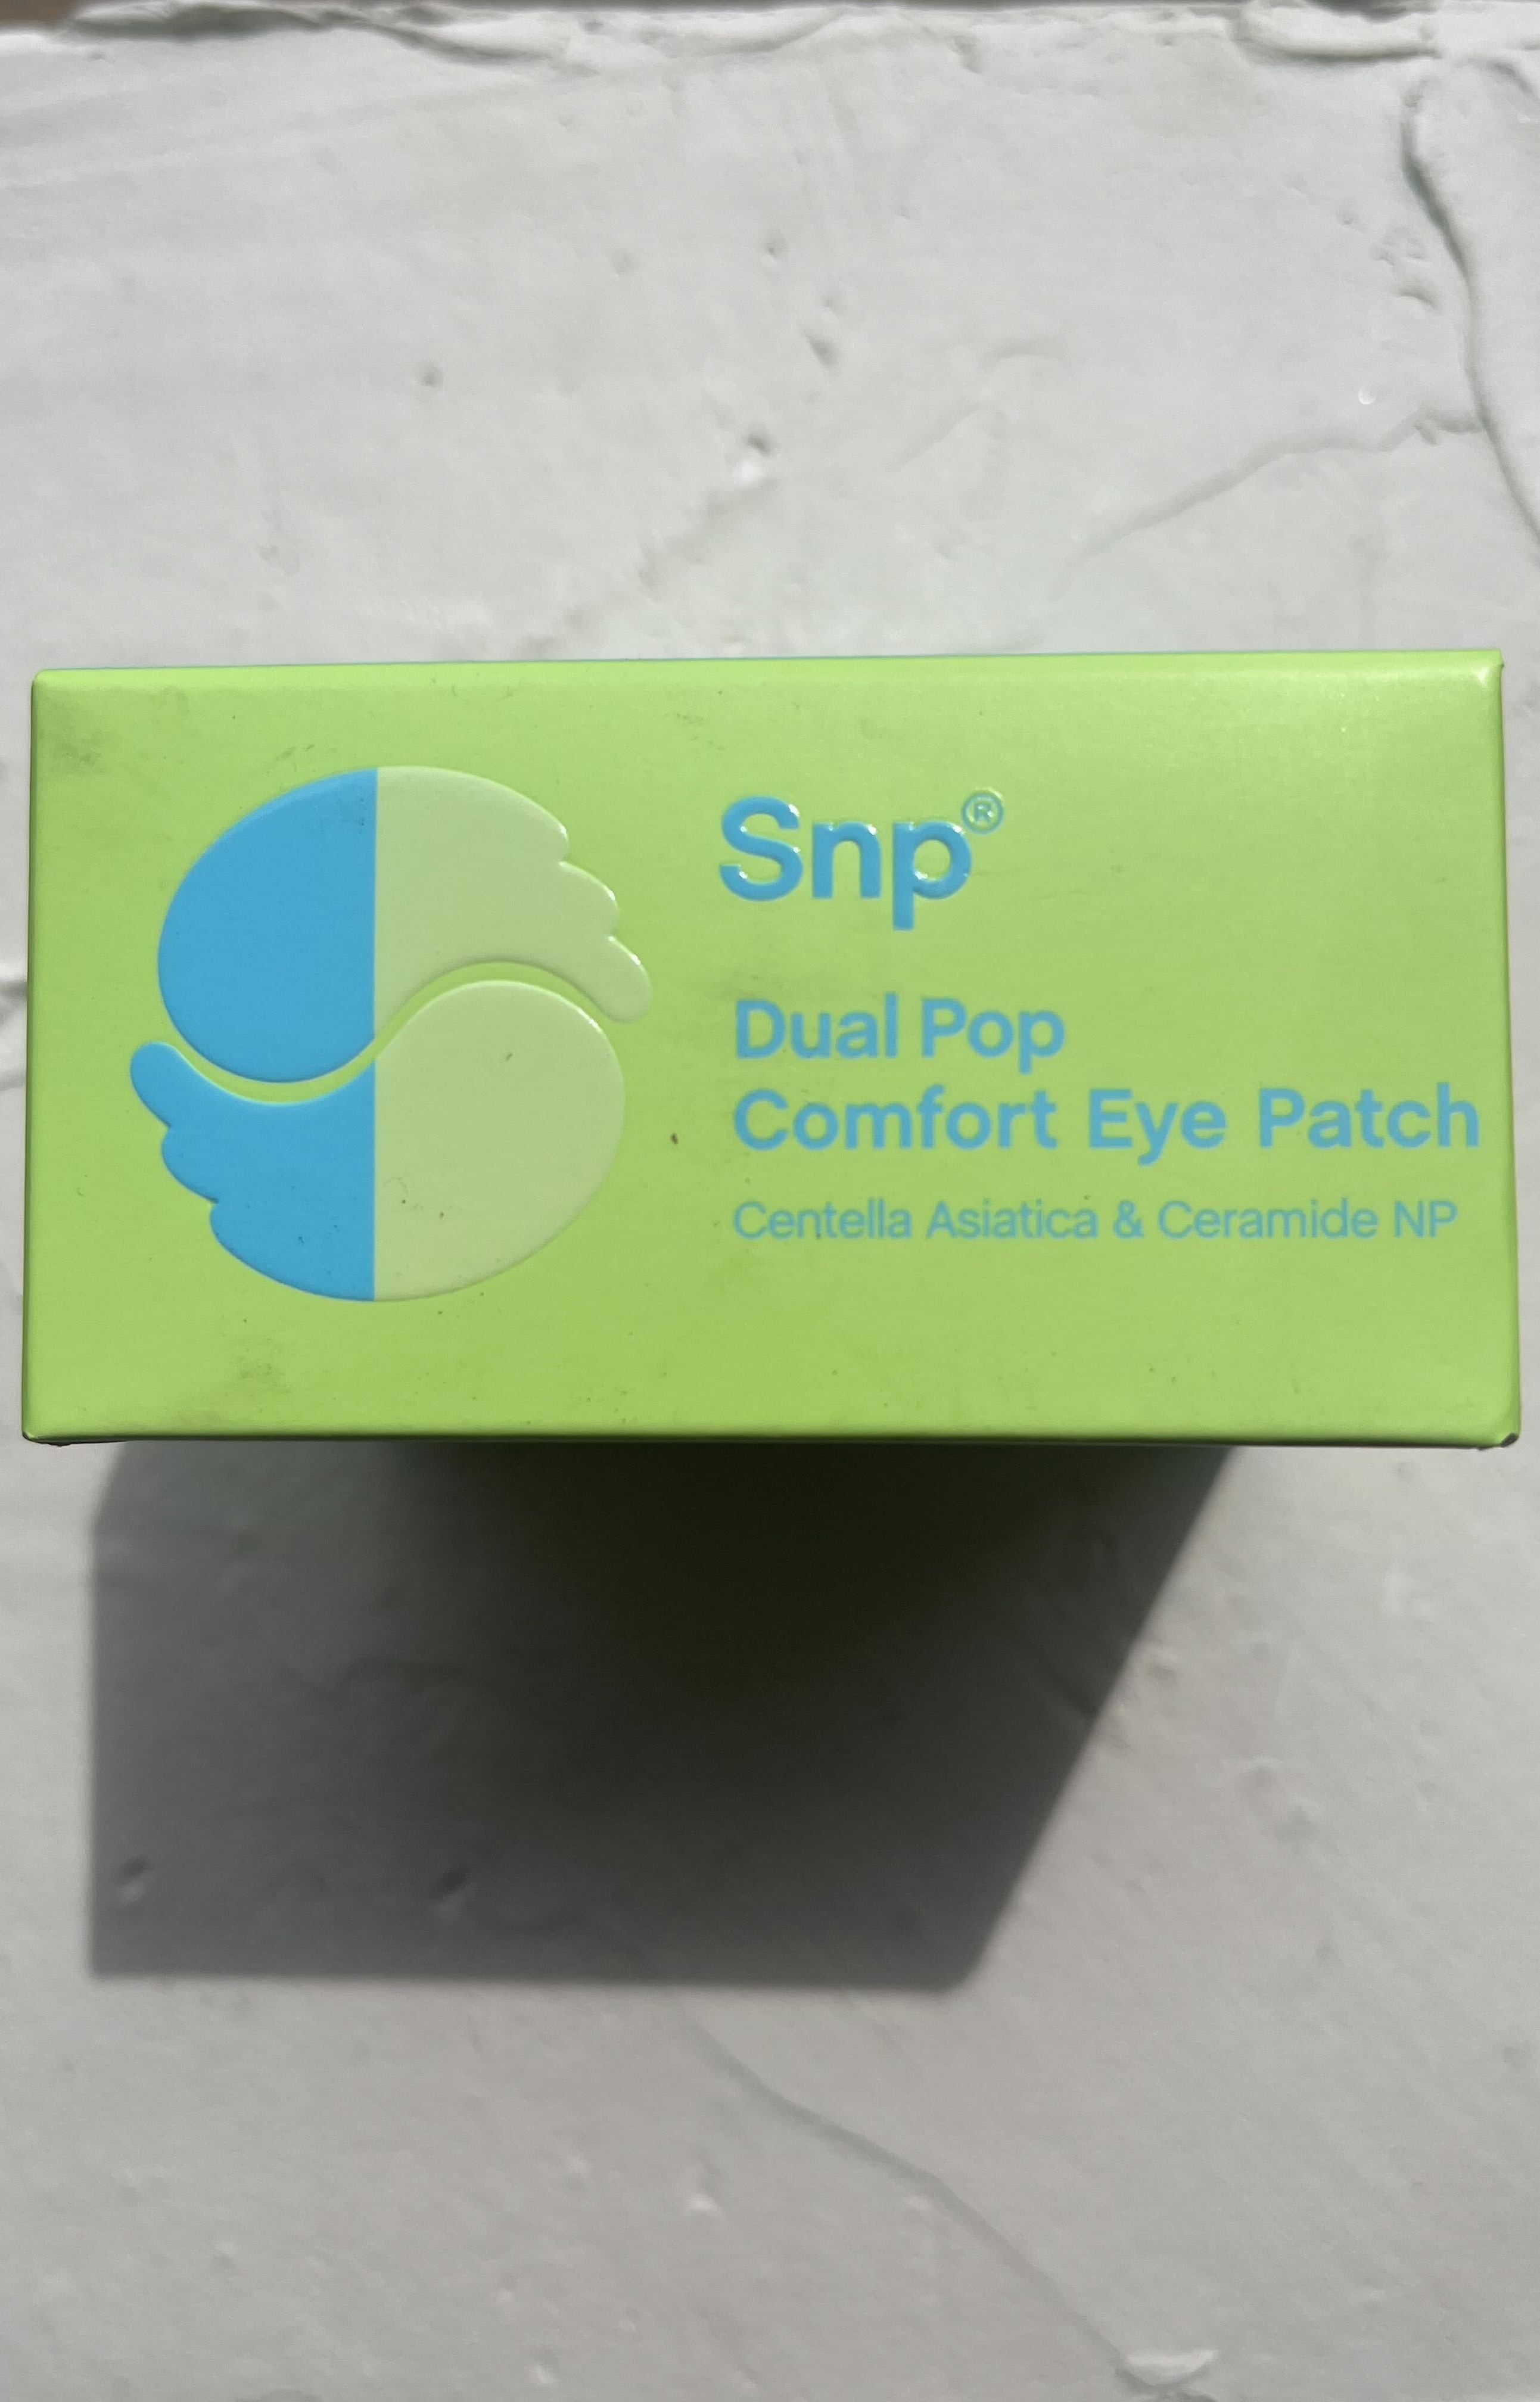 Snp®
Dual Pop
Comfort Eye Patch
Centella Asiatica & Ceramide NP